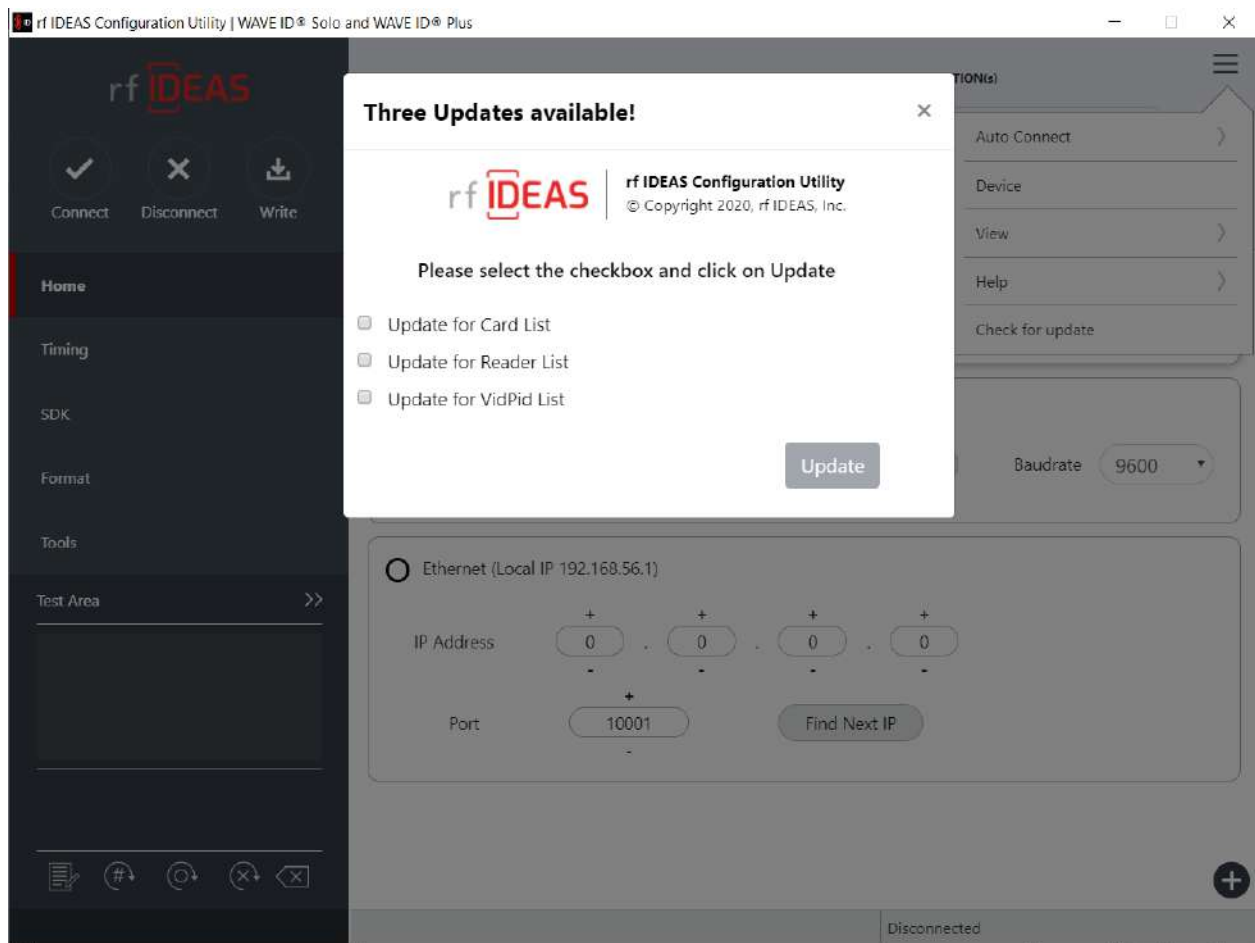 rf IDEAS Configuration Utility | WAVE ID® Solo and WAVE ID® Plus
rf IDEAS
Connect
Disconnect
Write
Home
Timing
SDK
Format
Tools
Test Area >>
TION(s)
Auto Connect
Device
View
Help
Check for update
Three Updates available!
rf IDEAS
rf IDEAS Configuration Utility
© Copyright 2020, rf IDEAS, Inc.
Please select the checkbox and click on Update
Update for Card List
Update for Reader List
Update for VidPid List
Update
Baudrate 9600
Ethernet (Local IP 192.168.56.1)
+ + + +
IP Address 0 . 0 . 0 . 0
- - - -
+
Port 10001 Find Next IP
-
Disconnected